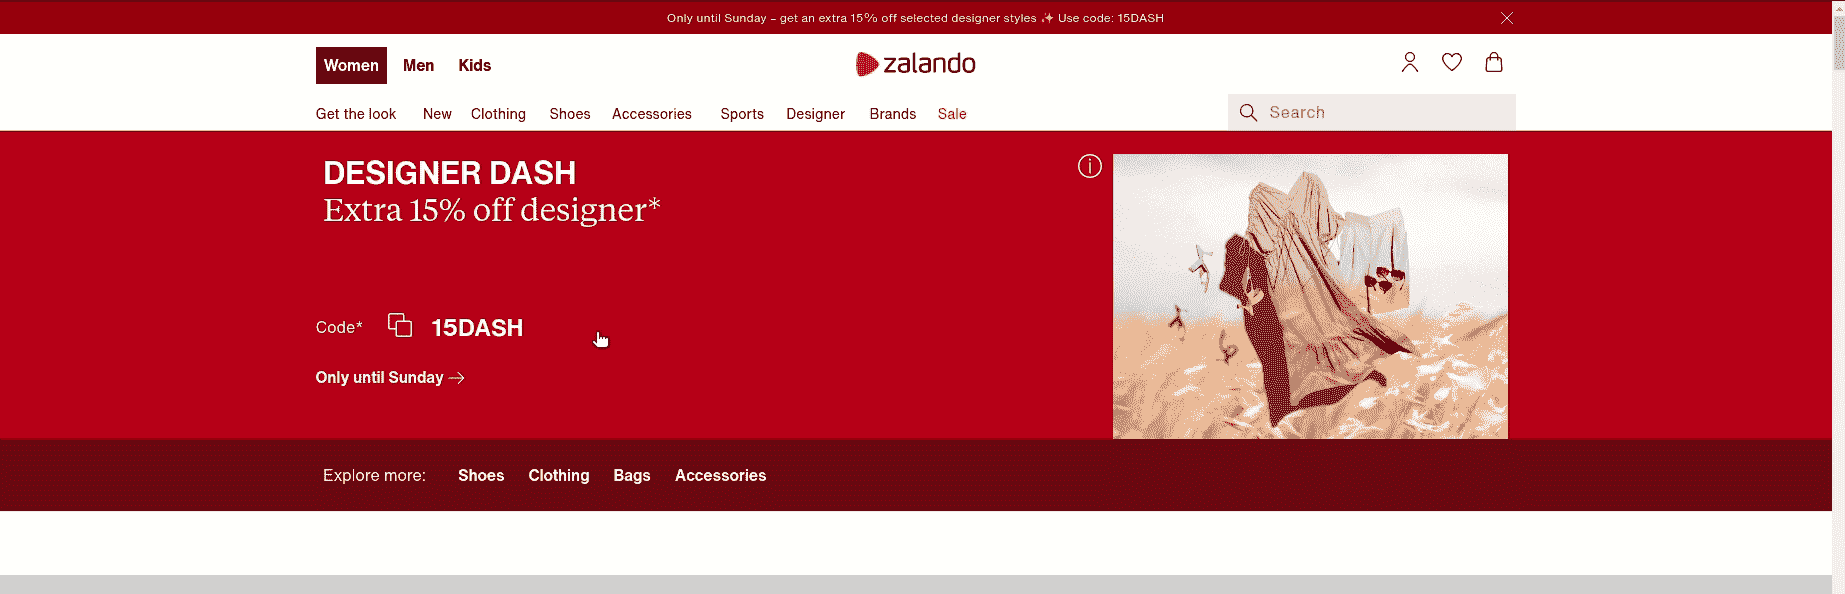 Only until Sunday – get an extra 15% off selected designer styles ✨ Use code: 15DASH
Women Men Kids
zalando
Get the look New Clothing Shoes Accessories Sports Designer Brands Sale
Search
DESIGNER DASH
Extra 15% off designer*
Code* 15DASH
Only until Sunday →
Explore more: Shoes Clothing Bags Accessories